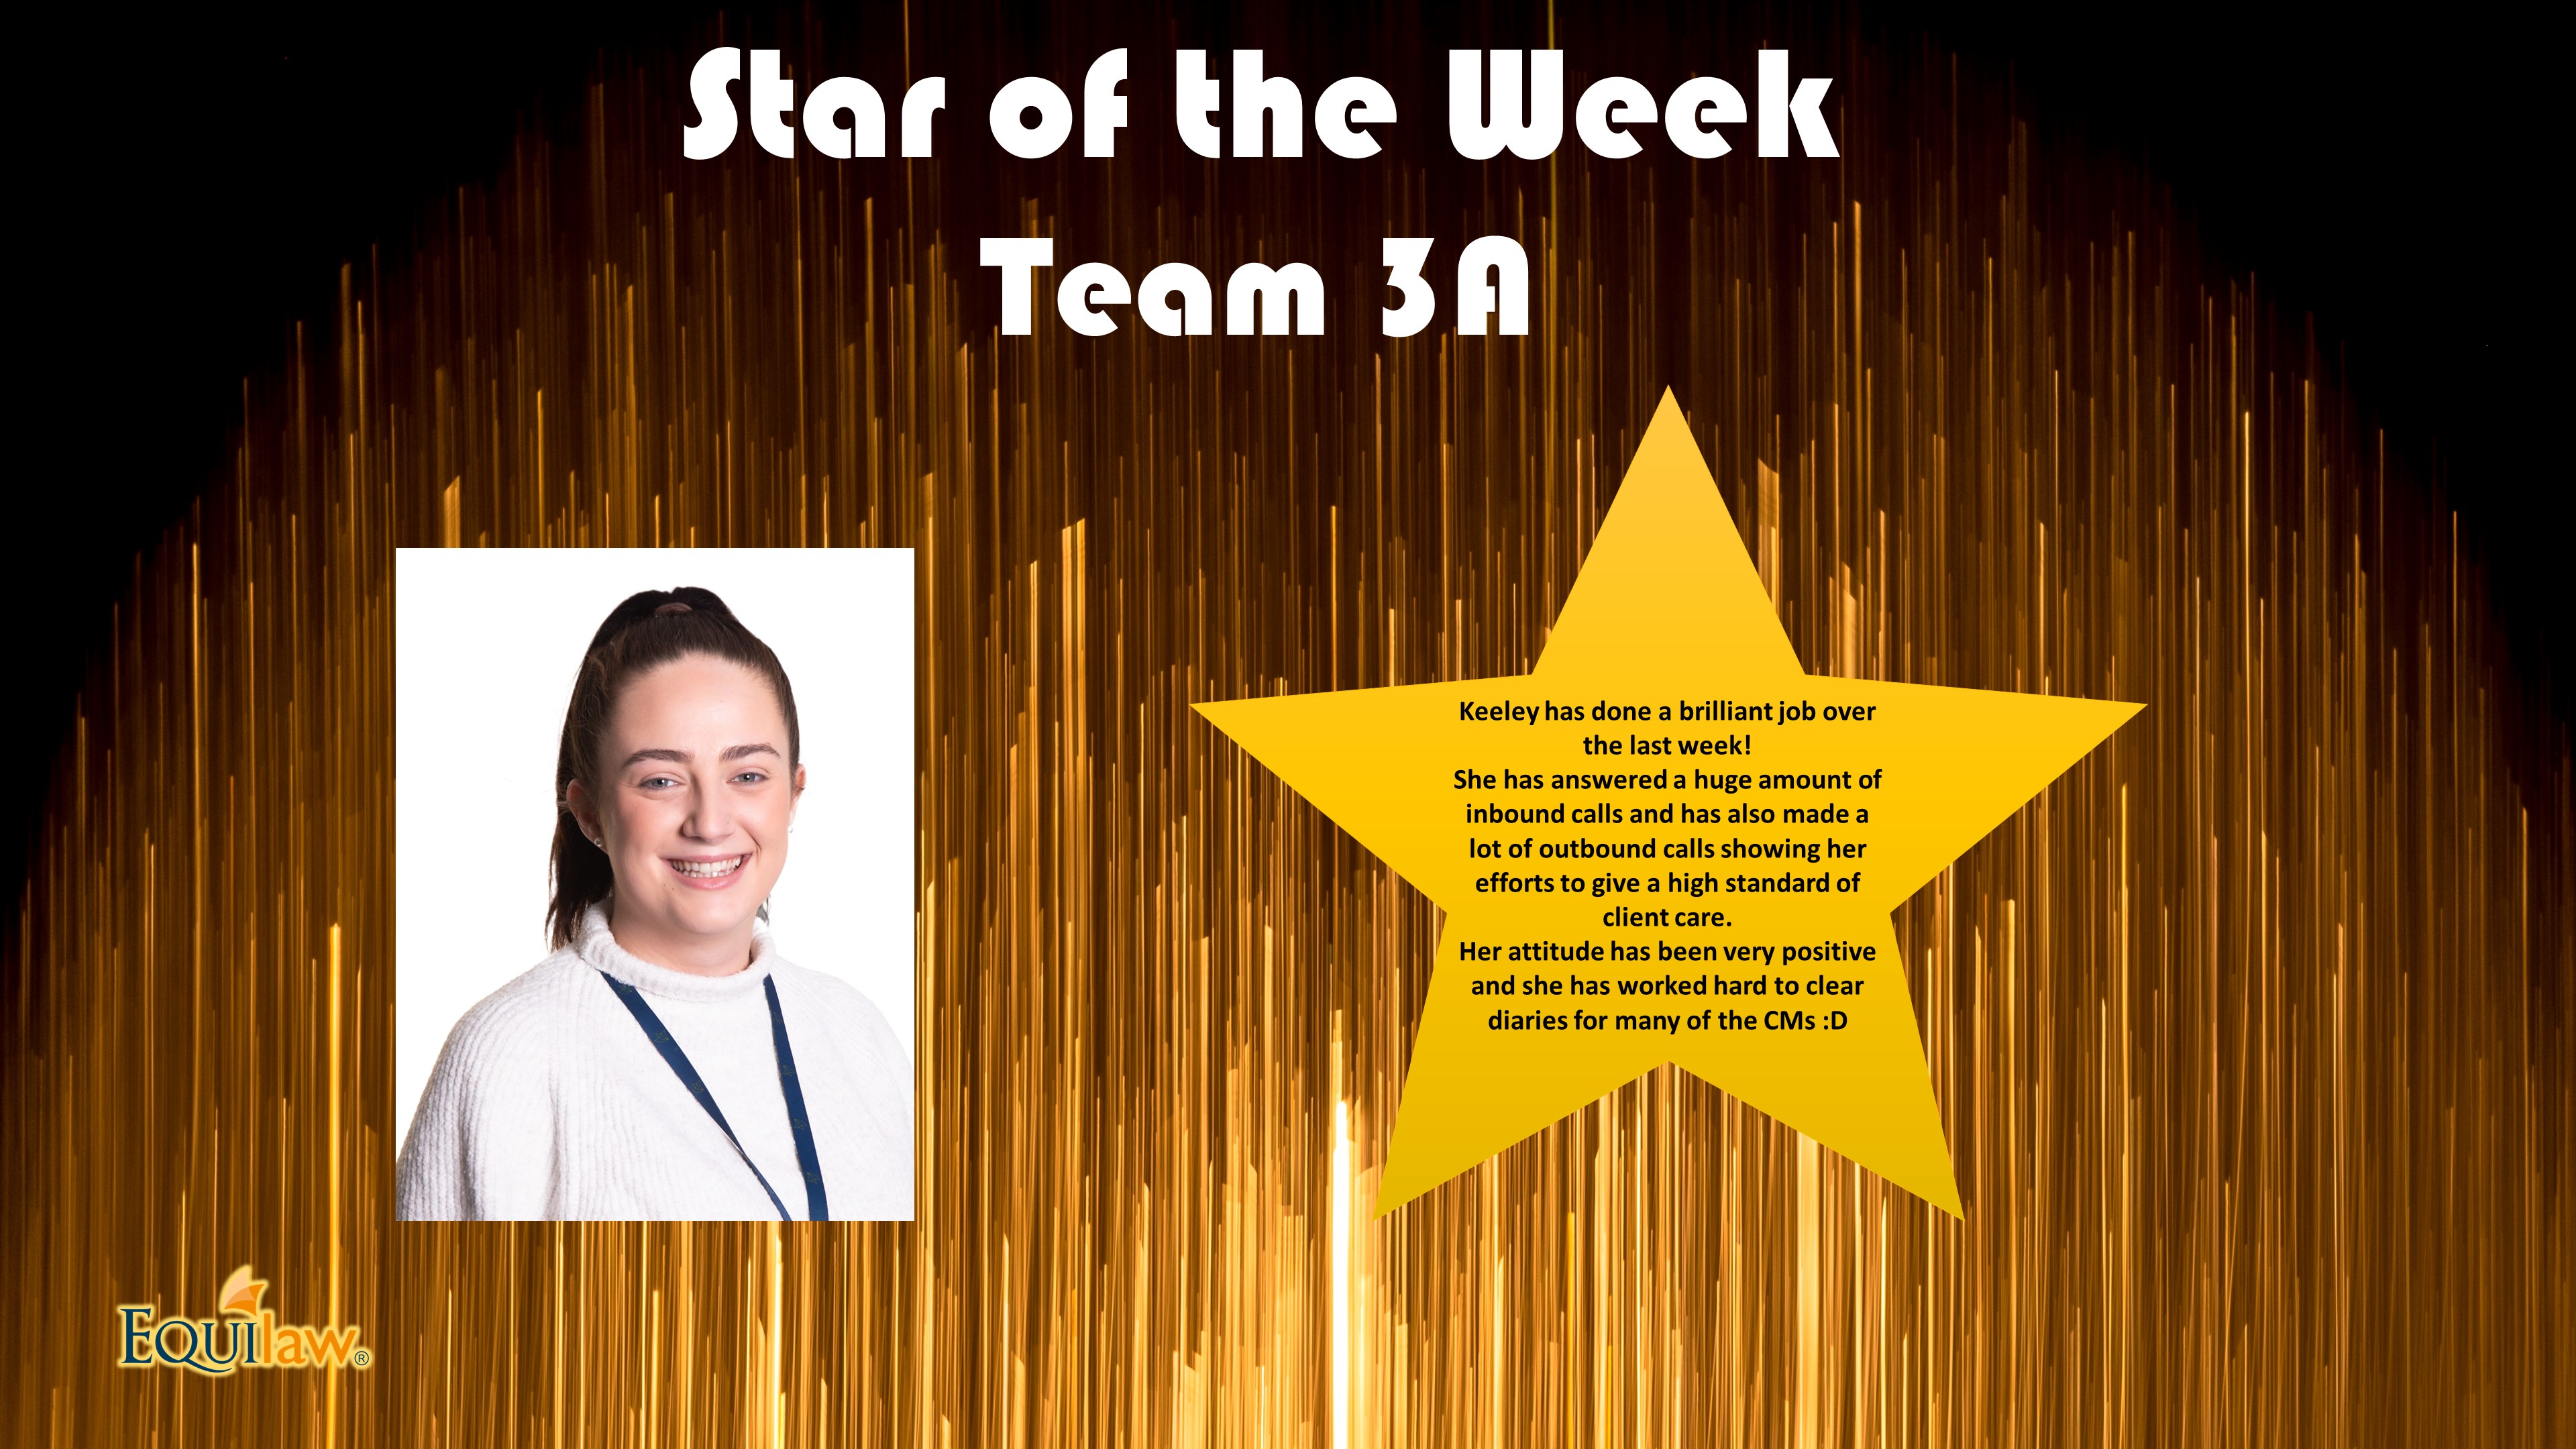 Star of the Week
Team 3A
Keeley has done a brilliant job over
the last week!
She has answered a huge amount of
inbound calls and has also made a
lot of outbound calls showing her
efforts to give a high standard of
client care.
Her attitude has been very positive
and she has worked hard to clear
diaries for many of the CMs :D
EQUIlaw®